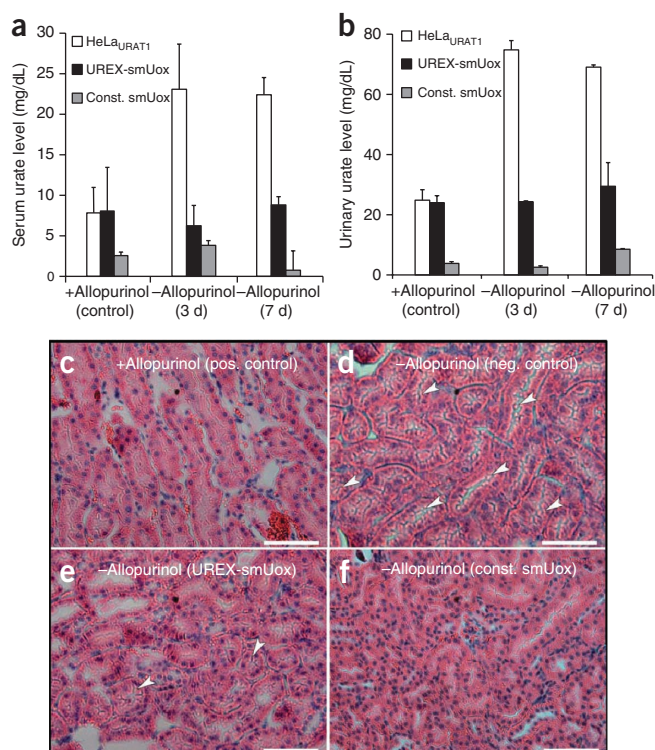 a
Serum urate level (mg/dL)
30
25
20
15
10
5
0
HeLaURAT1
UREX-smUox
Const. smUox
+Allopurinol (control)
–Allopurinol (3 d)
–Allopurinol (7 d)
b
Urinary urate level (mg/dL)
80
60
40
20
0
HeLaURAT1
UREX-smUox
Const. smUox
+Allopurinol (control)
–Allopurinol (3 d)
–Allopurinol (7 d)
c
+Allopurinol (pos. control)
d
–Allopurinol (neg. control)
e
–Allopurinol (UREX-smUox)
f
–Allopurinol (const. smUox)